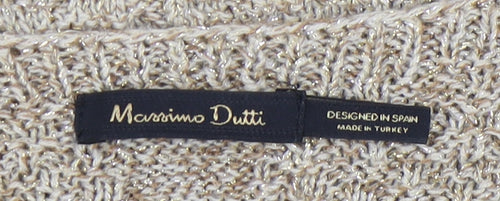 Massimo Dutti
DESIGNED IN SPAIN
MADE IN TURKEY